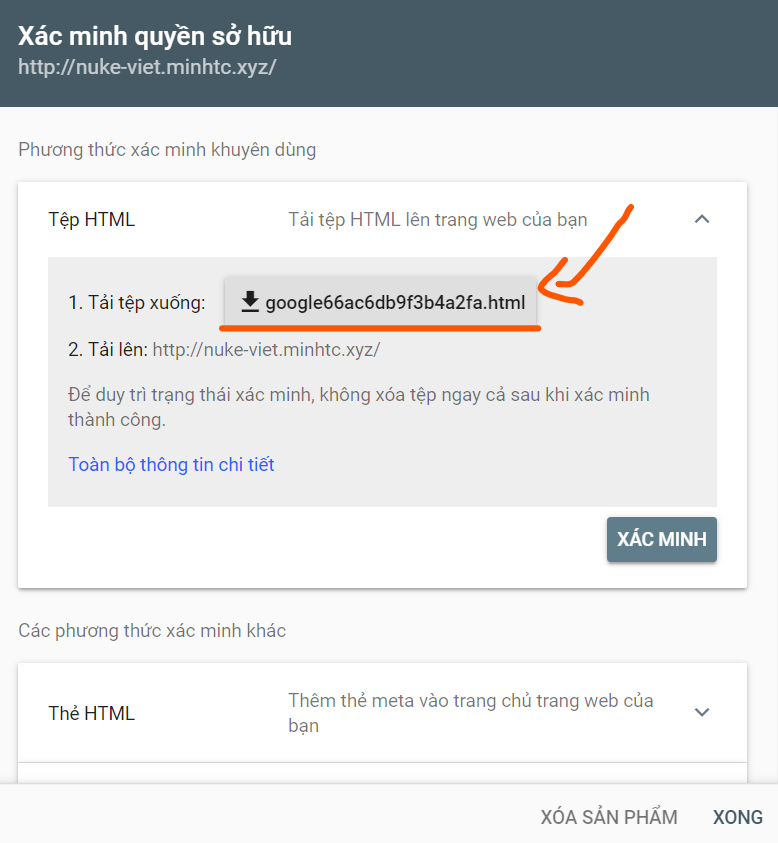 Xác minh quyền sở hữu
http://nuke-viet.minhtc.xyz/
Phương thức xác minh khuyên dùng
Tệp HTML
Tải tệp HTML lên trang web của bạn
1. Tải tệp xuống:
google66ac6db9f3b4a2fa.html
2. Tải lên: http://nuke-viet.minhtc.xyz/
Để duy trì trạng thái xác minh, không xóa tệp ngay cả sau khi xác minh
thành công.
Toàn bộ thông tin chi tiết
XÁC MINH
Các phương thức xác minh khác
Thẻ HTML
Thêm thẻ meta vào trang chủ trang web của
bạn
XÓA SẢN PHẨM
XONG